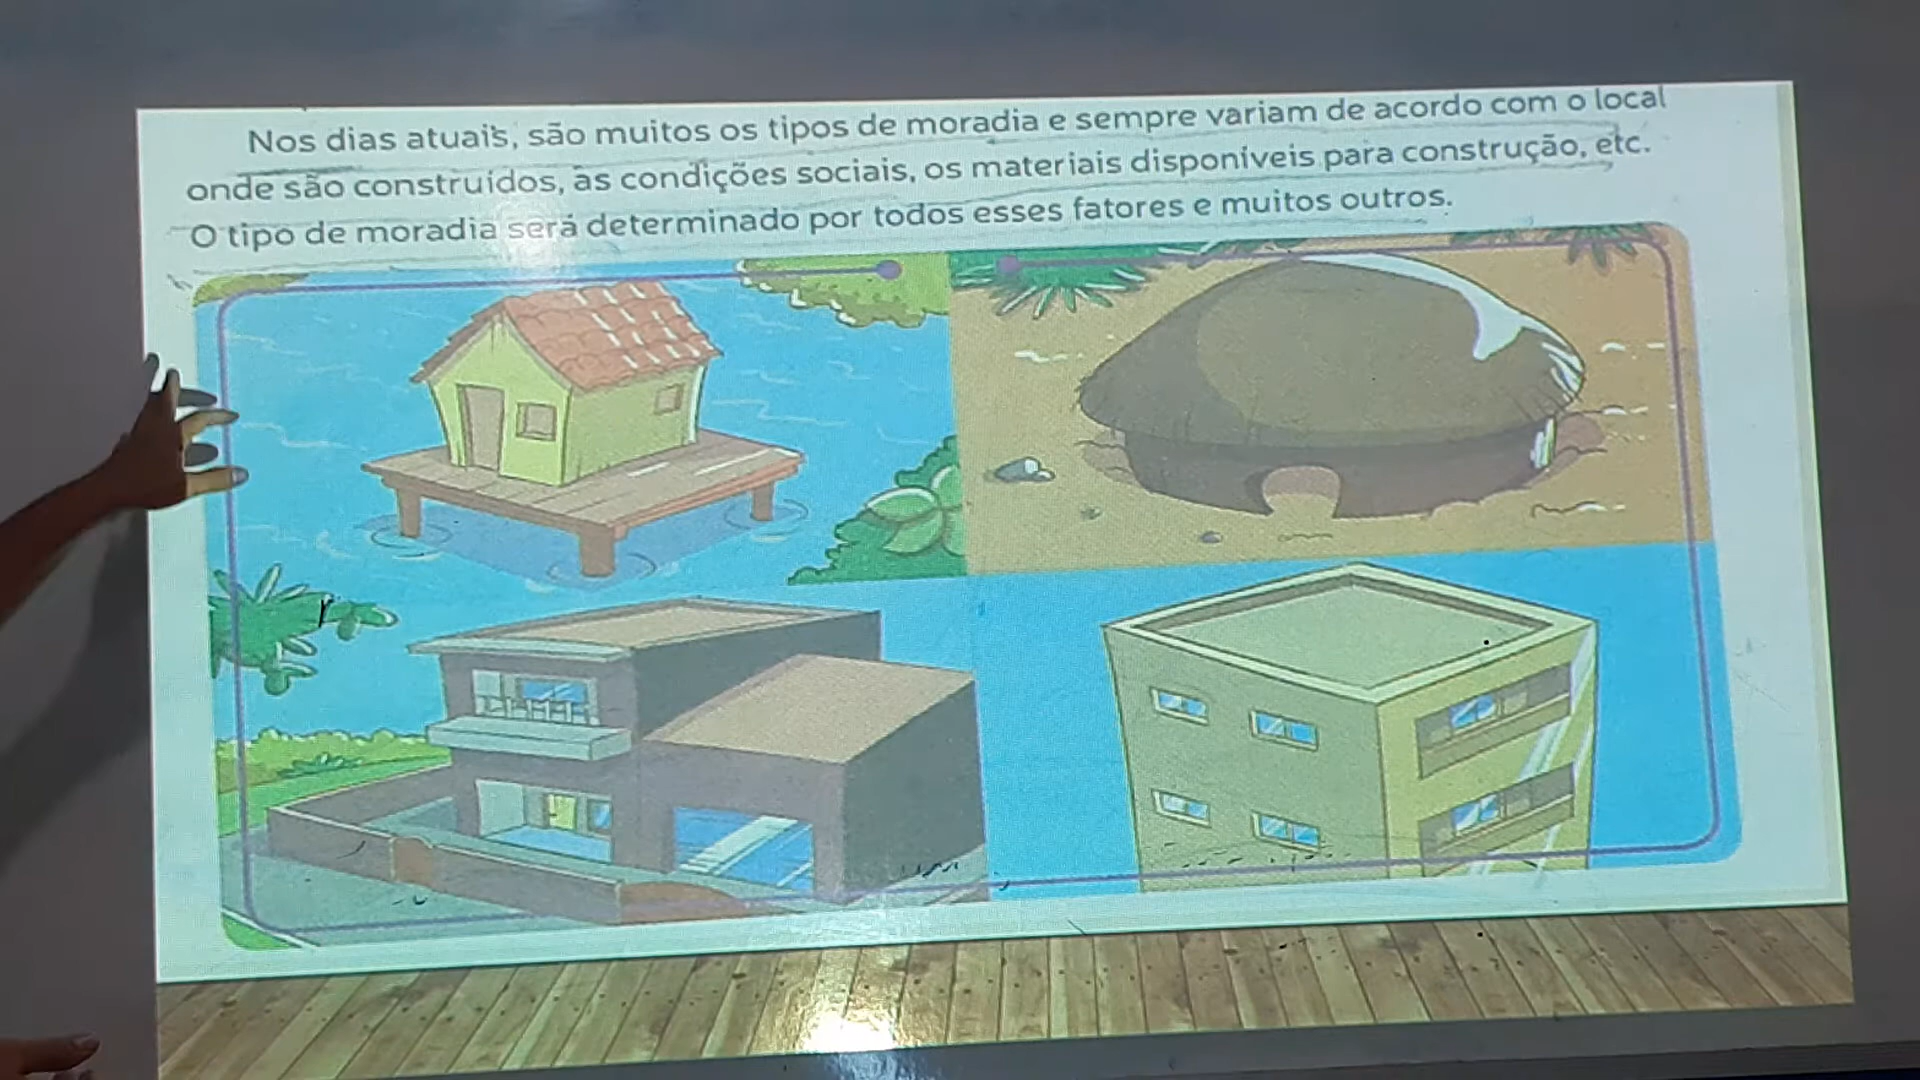 Nos dias atuais, são muitos os tipos de moradia e sempre variam de acordo com o local
onde são construídos, as condições sociais, os materiais disponíveis para construção, etc.
O tipo de moradia será determinado por todos esses fatores e muitos outros.